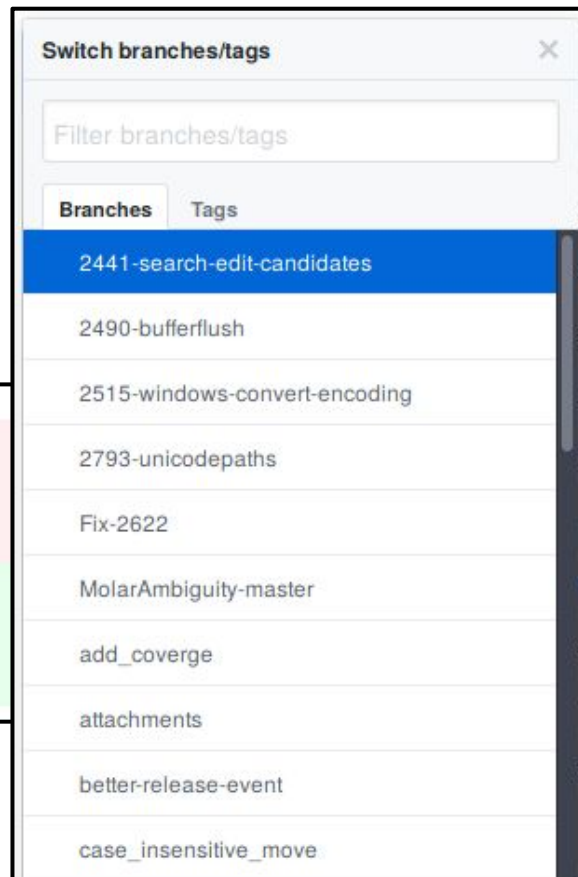 Switch branches/tags
Filter branches/tags
Branches Tags
2441-search-edit-candidates
2490-bufferflush
2515-windows-convert-encoding
2793-unicodepaths
Fix-2622
MolarAmbiguity-master
add_coverge
attachments
better-release-event
case_insensitive_move